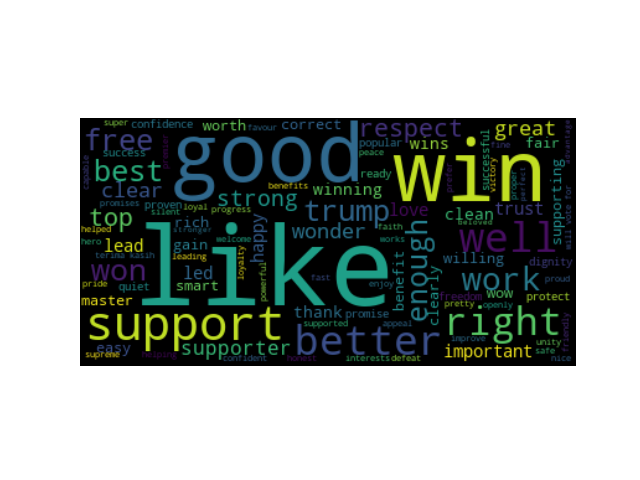 super confidence worth favour correct respect great
free good popular wins fair
success peace win successful
capable best ready victory
clear strong benefits winning prefer proper perfect advantage
promises proven loyal progress trump love clean trust supporting
top silent rich wonder
helped stronger happy faith beloved will vote for
hero lead gain welcome like works enough well
terima kasih leading loyalty willing dignity
won led powerful fast benefit clearly work proud
pride quiet smart enjoy freedom wow protect
master thank promise pretty openly
support supported appeal right friendly
supporter better improve unity
easy important safe
supreme helping confident honest interests defeat nice
fine